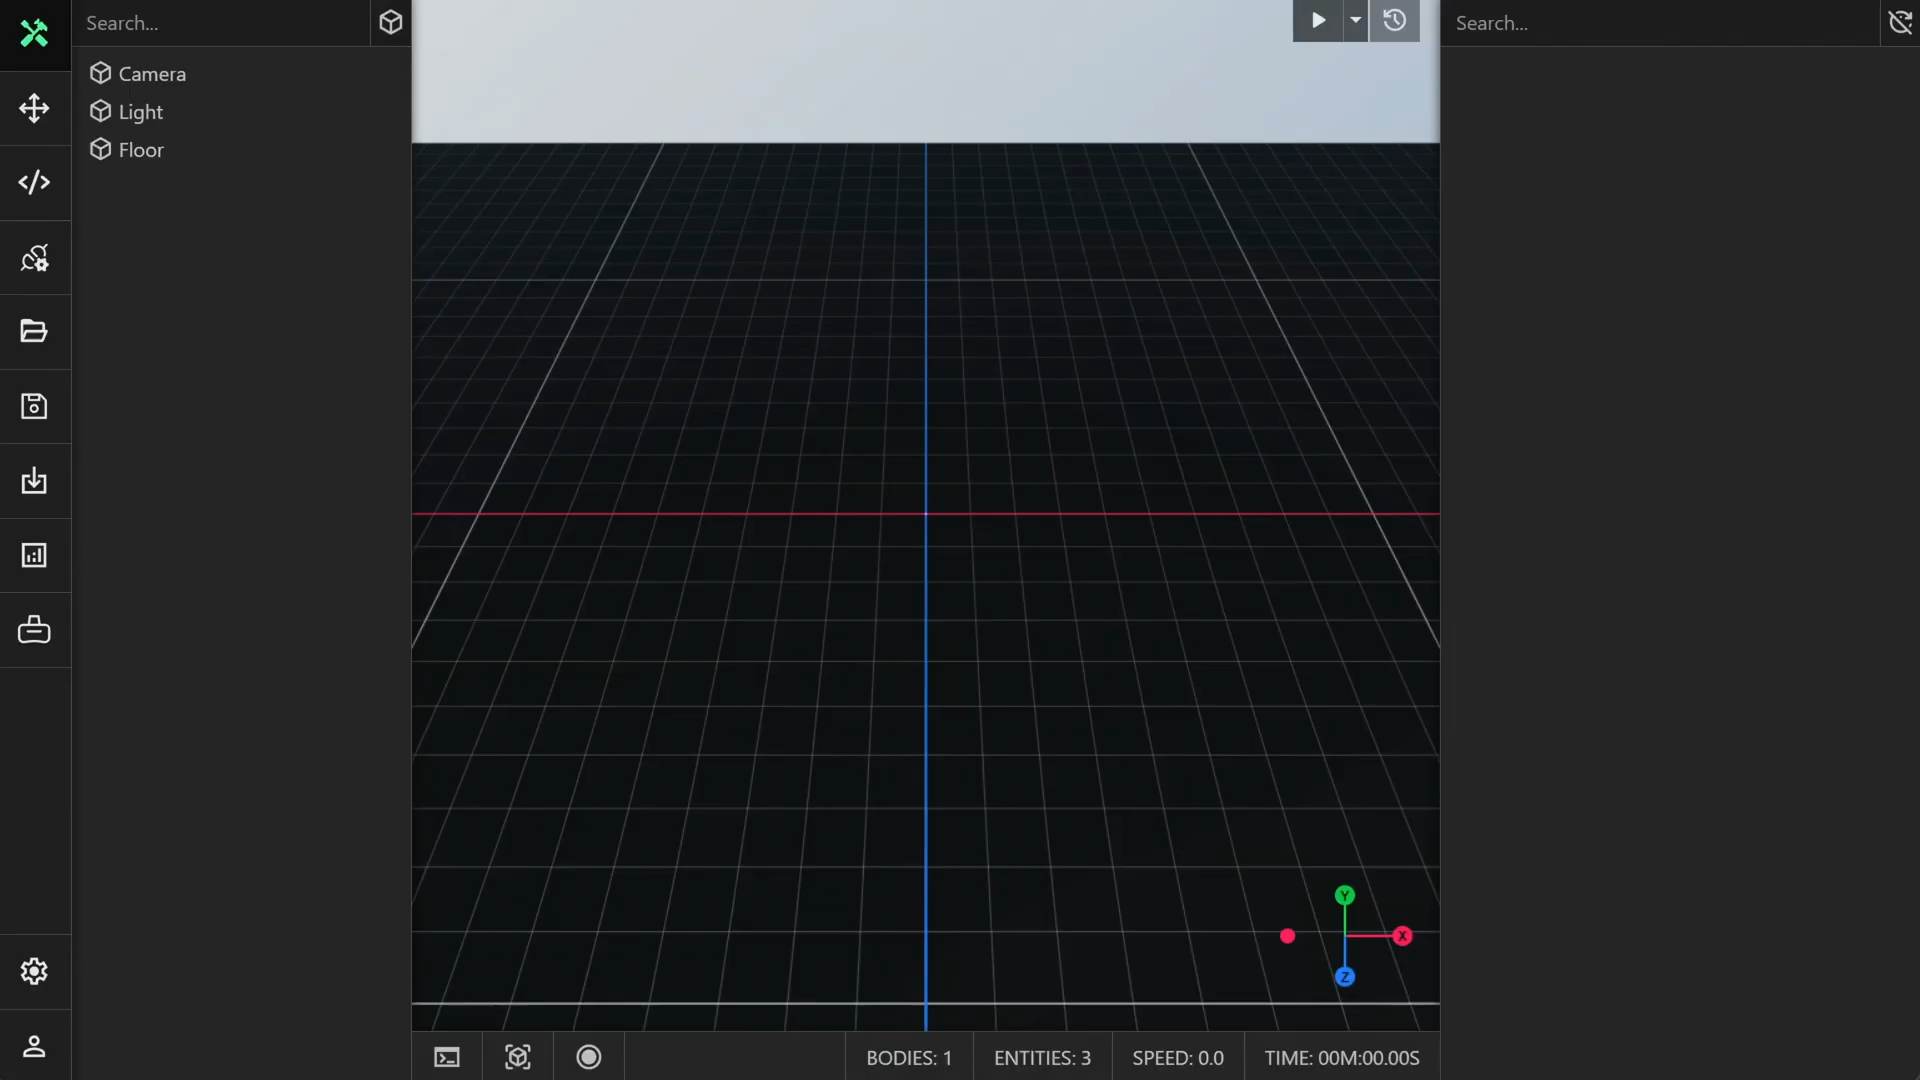 Search...
Camera
Light
Floor
Search...
Y
X
Z
BODIES: 1
ENTITIES: 3
SPEED: 0.0
TIME: 00M:00.00S